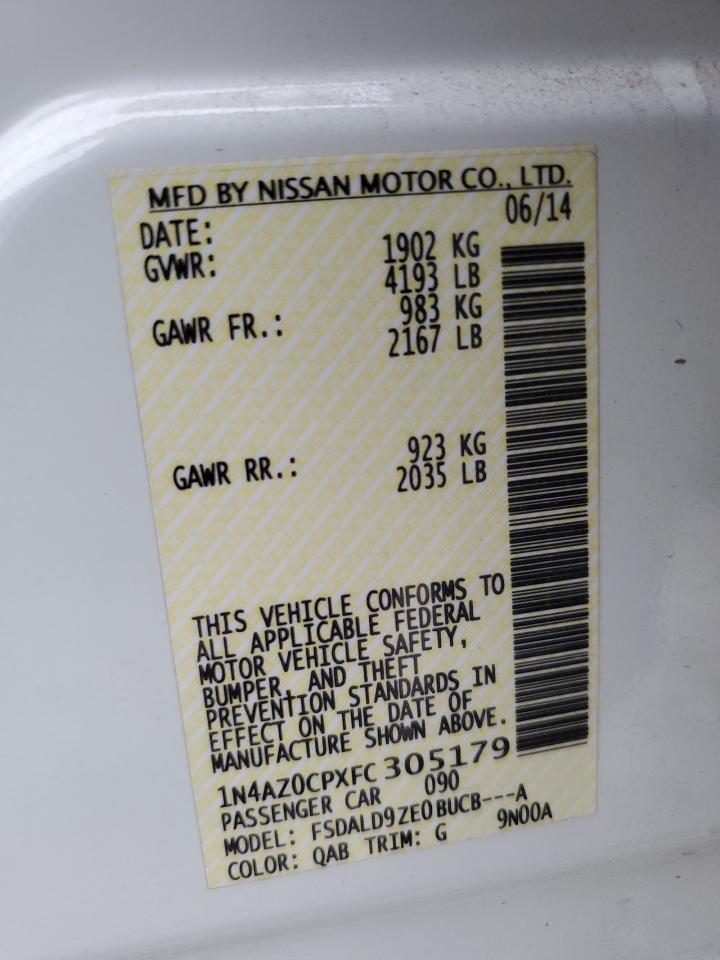 MFD BY NISSAN MOTOR CO., LTD.
DATE: 06/14
GVWR: 1902 KG
4193 LB
GAWR FR.: 983 KG
2167 LB
GAWR RR.: 923 KG
2035 LB
THIS VEHICLE CONFORMS TO
ALL APPLICABLE FEDERAL
MOTOR VEHICLE SAFETY,
BUMPER, AND THEFT
PREVENTION STANDARDS IN
EFFECT ON THE DATE OF
MANUFACTURE SHOWN ABOVE.
1N4AZ0CPXFC305179
PASSENGER CAR 090
MODEL: FSDALD9ZE0BUCB---A
COLOR: QAB TRIM: G 9N00A